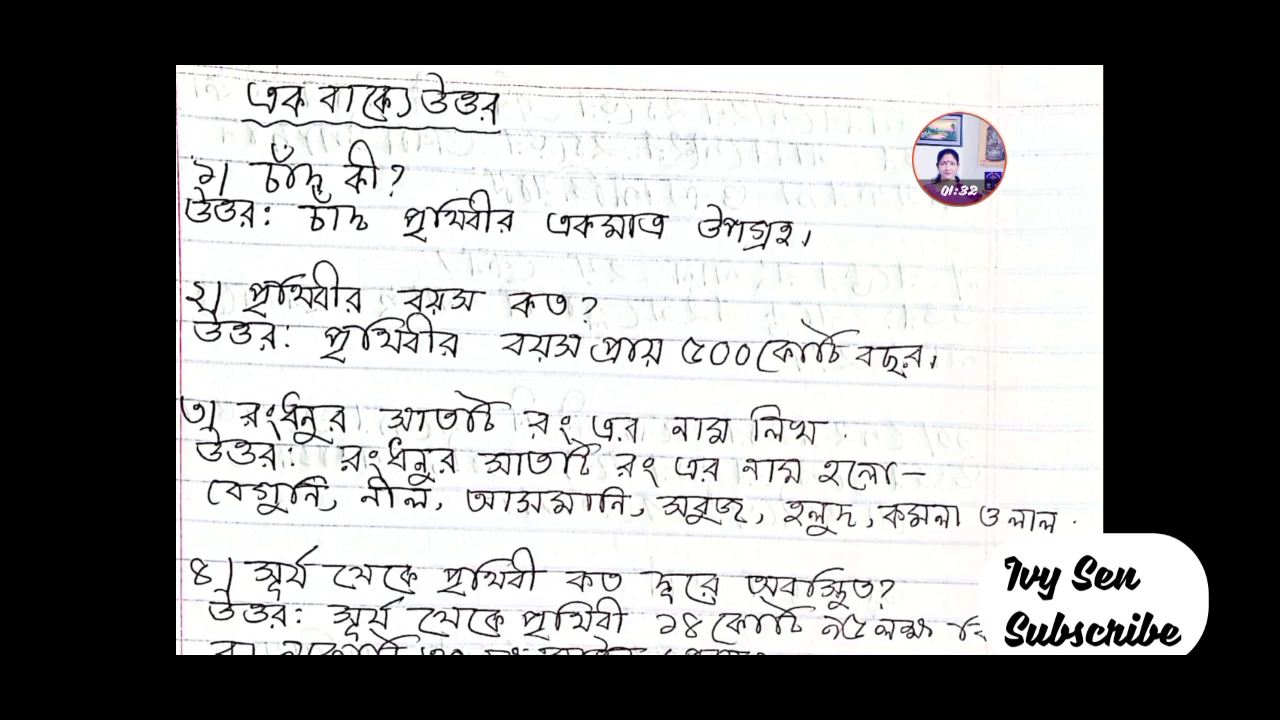 এক বাক্যে উত্তর
01:32
১। চাঁদ কী?
উত্তর: চাঁদ পৃথিবীর একমাত্র উপগ্রহ।
২। পৃথিবীর বয়স কত?
উত্তর: পৃথিবীর বয়স প্রায় ৫০০ কোটি বছর।
৩। রংধনুর সাতটি রং এর নাম লিখ.
উত্তর: রংধনুর সাতটি রং এর নাম হলো—
বেগুনি, নীল, আসমানি, সবুজ, হলুদ, কমলা ও লাল.
৪। সূর্য থেকে পৃথিবী কত দূরে অবস্থিত?
উত্তর: সূর্য থেকে পৃথিবী ১৪ কোটি ৯৫ লক্ষ
Ivy Sen
Subscribe